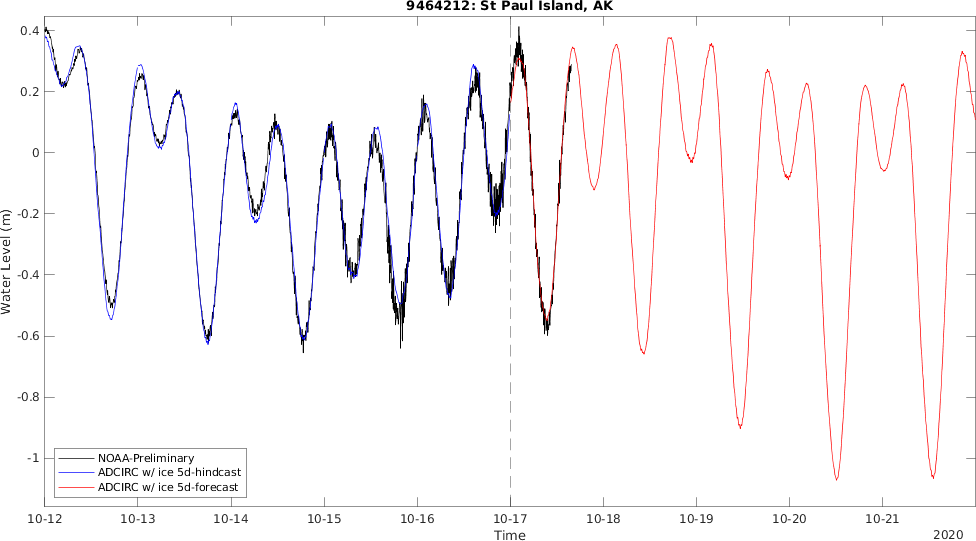 9464212: St Paul Island, AK
0.4
0.2
0
-0.2
-0.4
-0.6
-0.8
-1
Water Level (m)
NOAA-Preliminary
ADCIRC w/ ice 5d-hindcast
ADCIRC w/ ice 5d-forecast
10-12 10-13 10-14 10-15 10-16 10-17 10-18 10-19 10-20 10-21
Time
2020